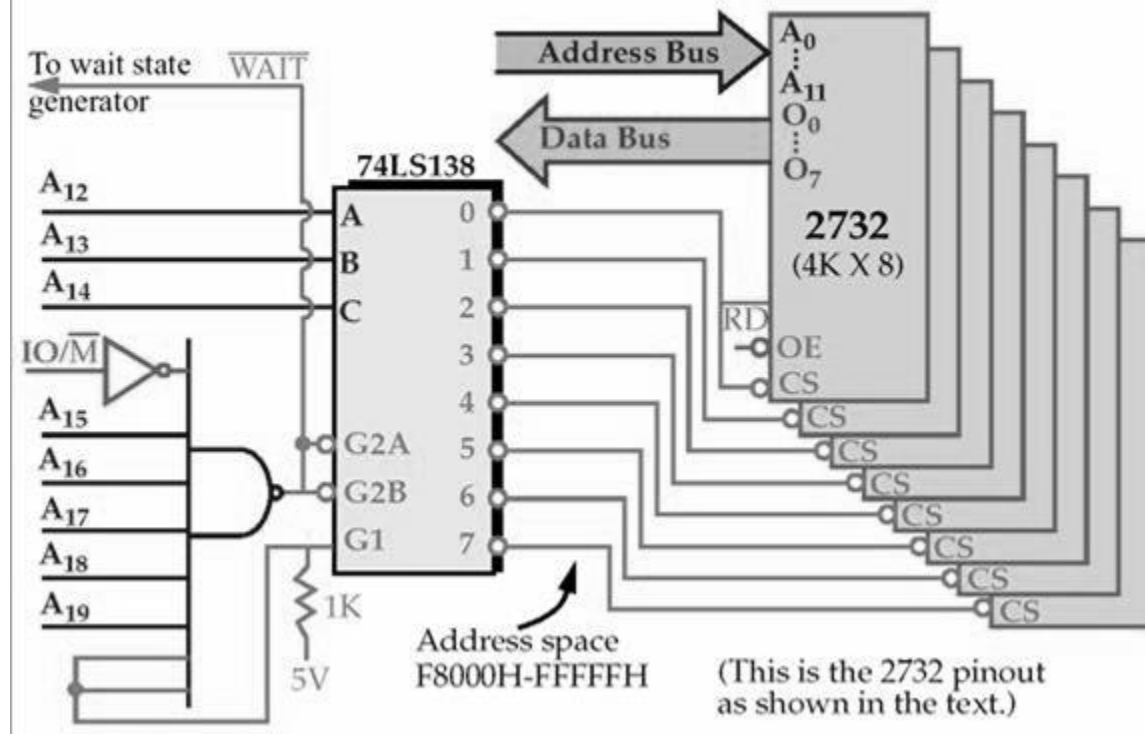 To wait state
generator
W̅A̅I̅T̅
Address Bus
Data Bus
A₀
A₁₁
O₀
O₇
2732
(4K X 8)
R̅D̅
OE
CS
CS
CS
CS
CS
CS
CS
CS
74LS138
A₁₂
A₁₃
A₁₄
IO/M̅
A₁₅
A₁₆
A₁₇
A₁₈
A₁₉
A
B
C
G2A
G2B
G1
0
1
2
3
4
5
6
7
1K
5V
Address space
F8000H-FFFFFH
(This is the 2732 pinout
as shown in the text.)